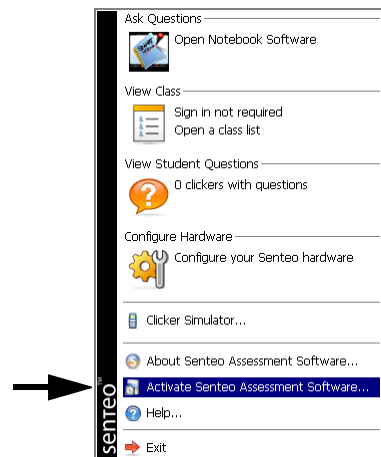 Ask Questions
Open Notebook Software
View Class
Sign in not required
Open a class list
View Student Questions
0 clickers with questions
Configure Hardware
Configure your Senteo hardware
Clicker Simulator...
About Senteo Assessment Software...
Activate Senteo Assessment Software...
Help...
Exit
senteo™